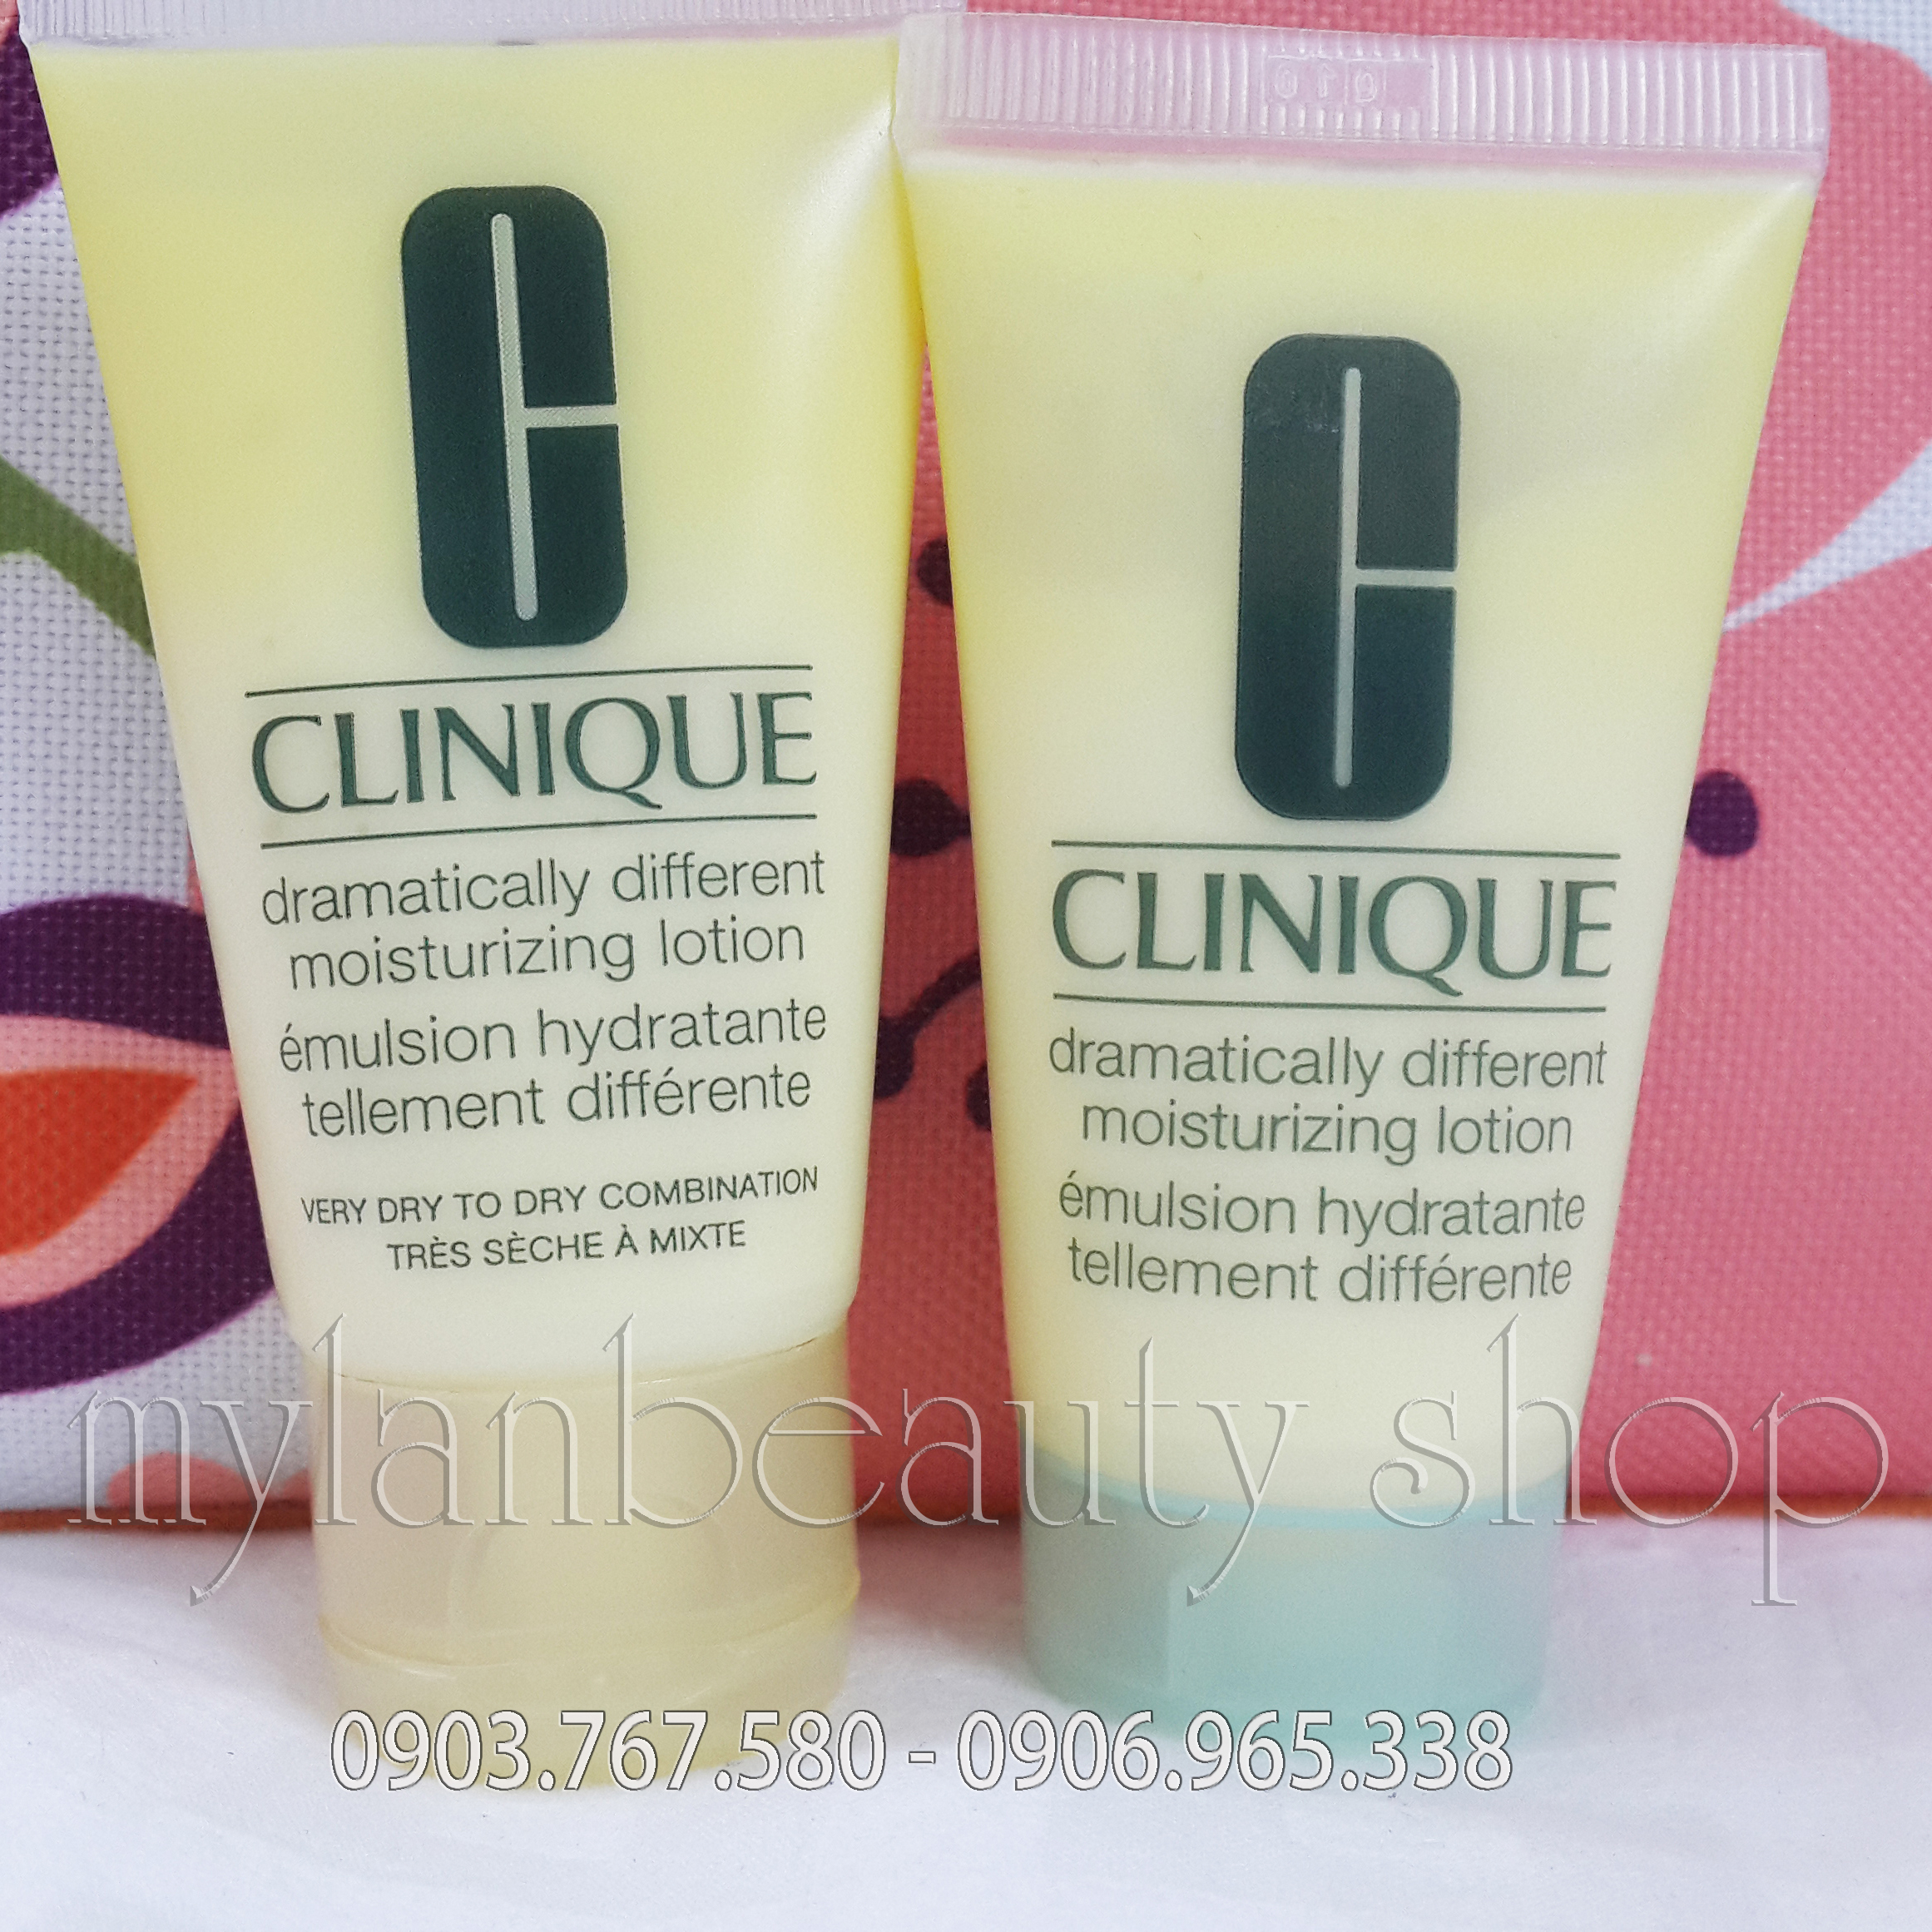 CLINIQUE
dramatically different
moisturizing lotion
émulsion hydratante
tellement différente
VERY DRY TO DRY COMBINATION
TRÈS SÈCHE À MIXTE
CLINIQUE
dramatically different
moisturizing lotion
émulsion hydratante
tellement différente
mylanbeauty shop
0903.767.580 - 0906.965.338